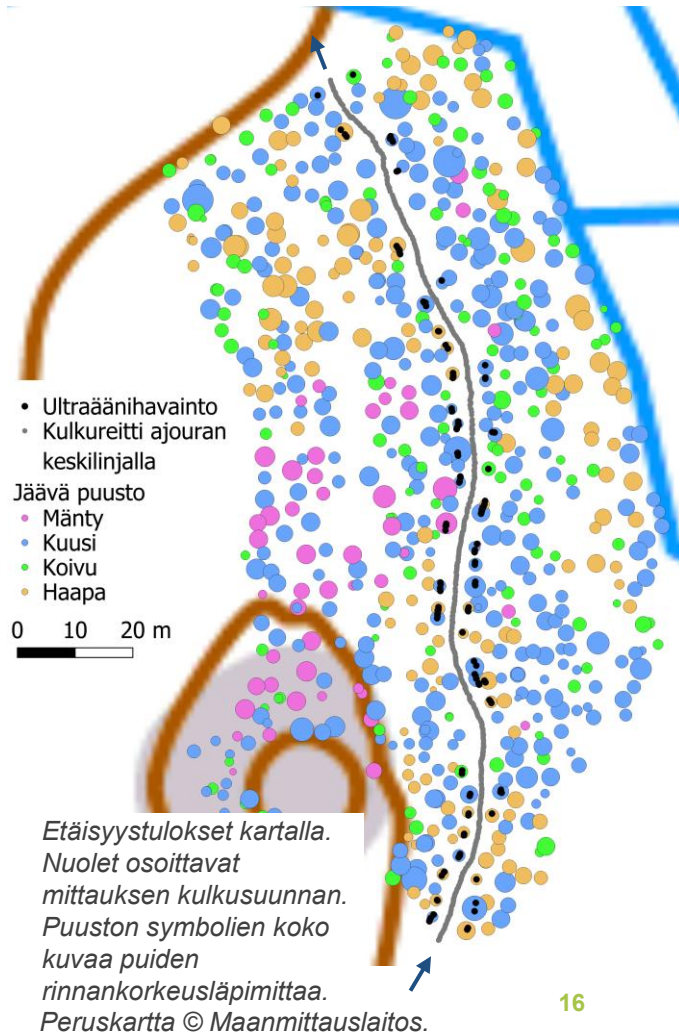 Ultraäänihavainto
Kulkureitti ajouran
keskilinjalla
Jäävä puusto
Mänty
Kuusi
Koivu
Haapa
0 10 20 m
Etäisyystulokset kartalla.
Nuolet osoittavat
mittauksen kulkusuunnan.
Puuston symbolien koko
kuvaa puiden
rinnankorkeusläpimittaa.
Peruskartta © Maanmittauslaitos.
16